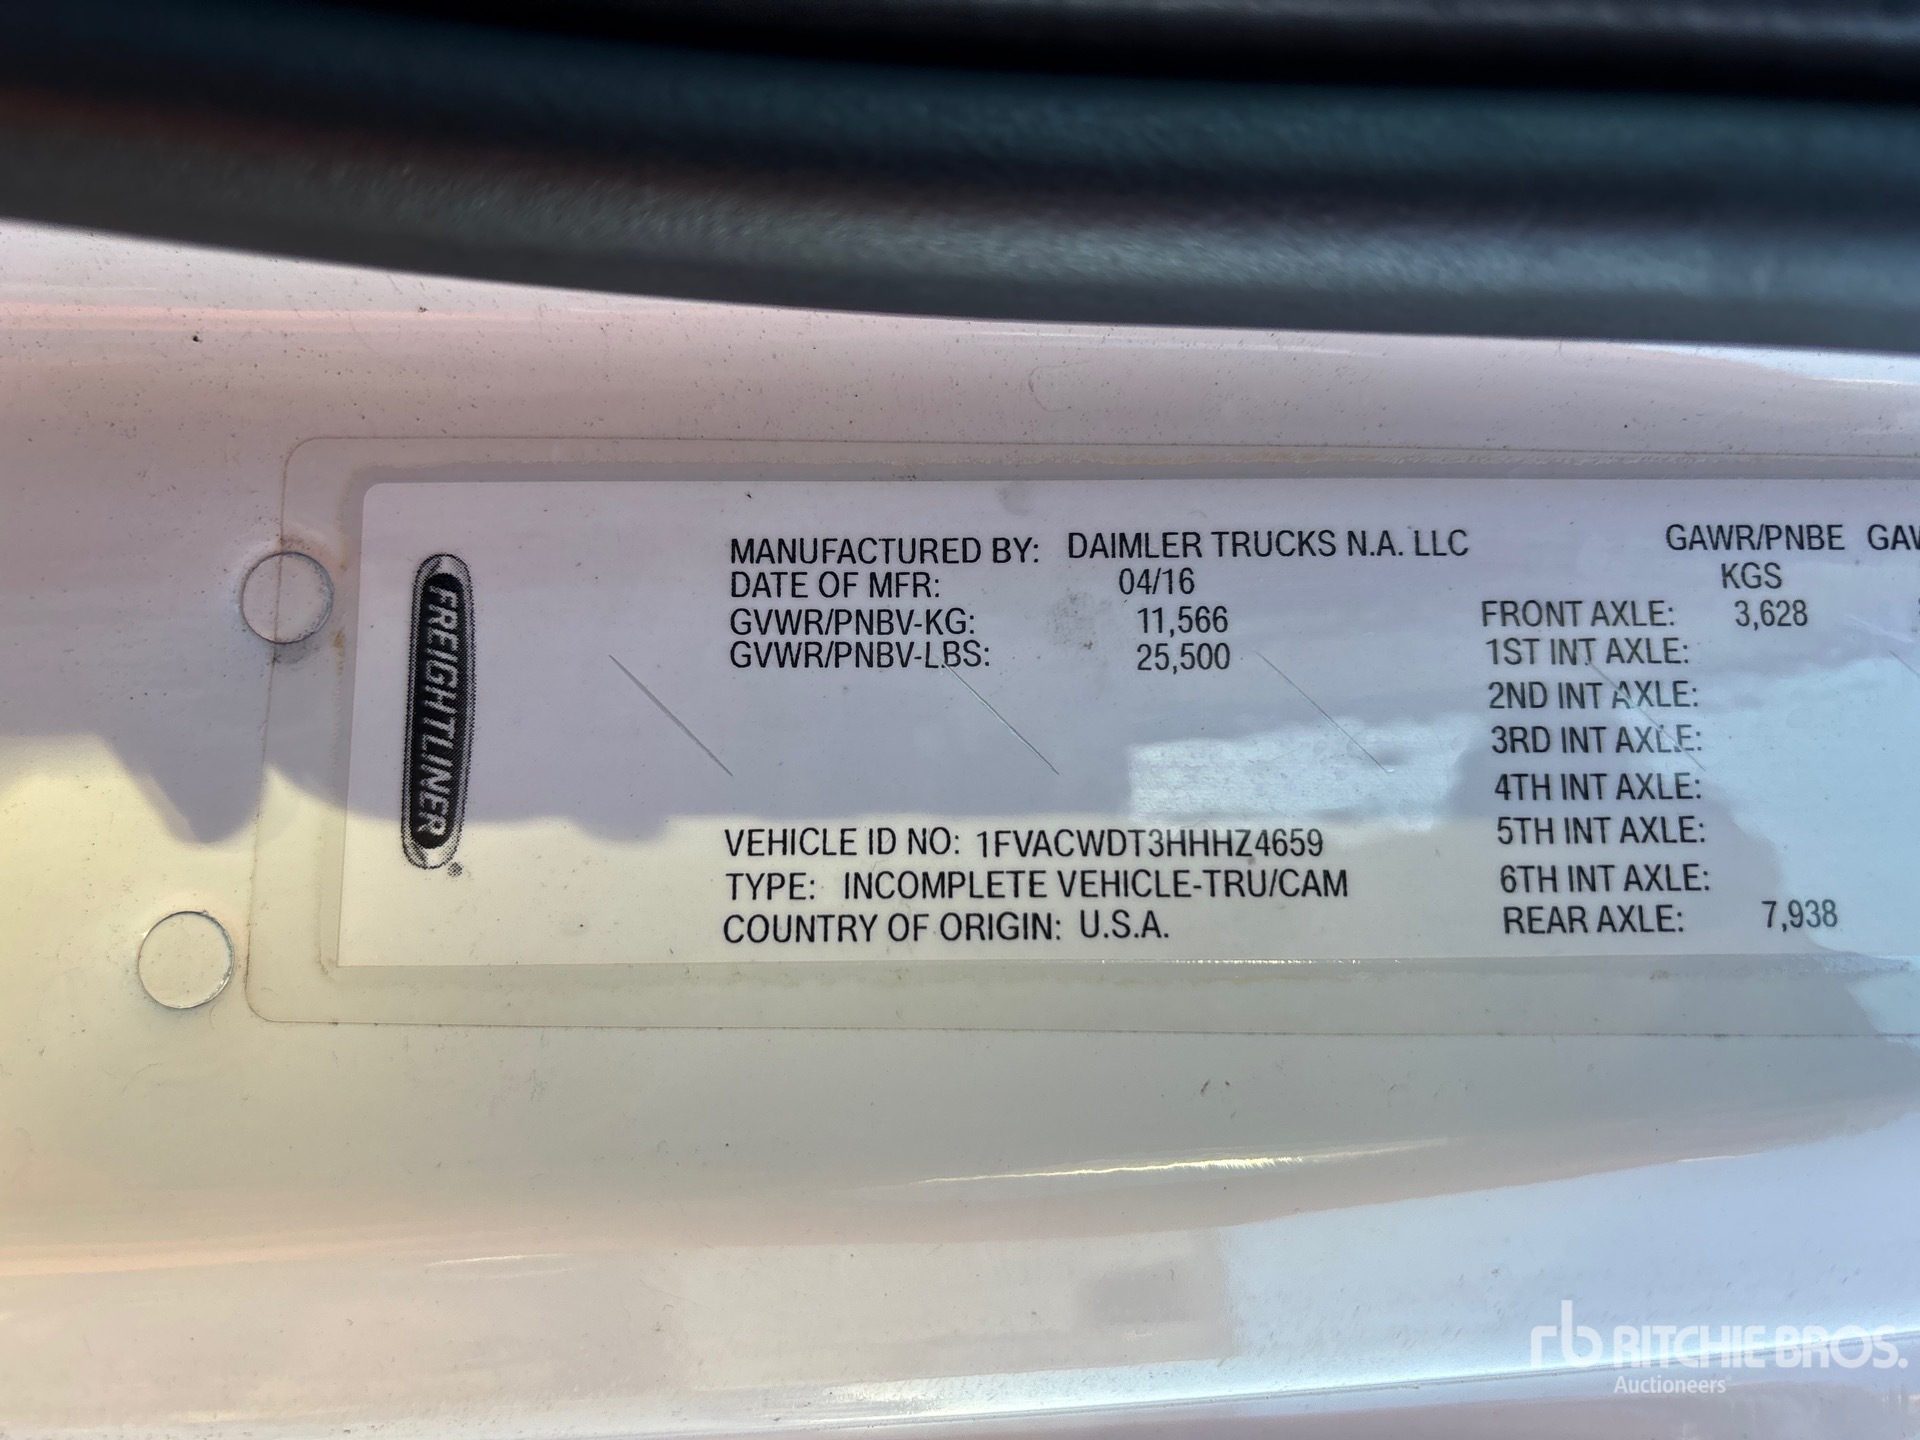 FREIGHTLINER
MANUFACTURED BY: DAIMLER TRUCKS N.A. LLC
DATE OF MFR: 04/16
GVWR/PNBV-KG: 11,566
GVWR/PNBV-LBS: 25,500
VEHICLE ID NO: 1FVACWDT3HHHZ4659
TYPE: INCOMPLETE VEHICLE-TRU/CAM
COUNTRY OF ORIGIN: U.S.A.
GAWR/PNBE
KGS
FRONT AXLE: 3,628
1ST INT AXLE:
2ND INT AXLE:
3RD INT AXLE:
4TH INT AXLE:
5TH INT AXLE:
6TH INT AXLE:
REAR AXLE: 7,938
rb RITCHIE BROS.
Auctioneers